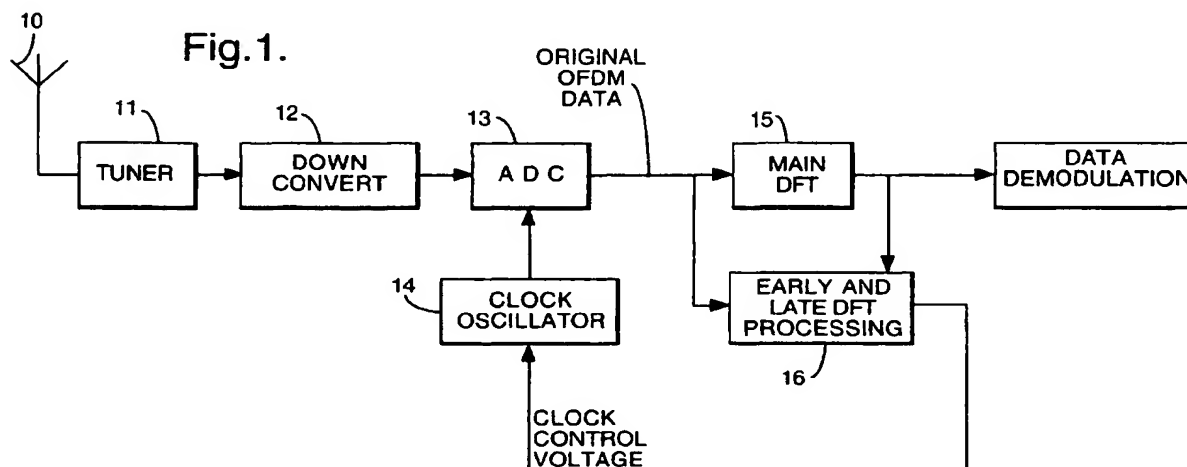 10
Fig.1.
ORIGINAL
OFDM
DATA
11
12
13
15
TUNER
DOWN
CONVERT
A D C
MAIN
DFT
DATA
DEMODULATION
14
CLOCK
OSCILLATOR
EARLY AND
LATE DFT
PROCESSING
16
CLOCK
CONTROL
VOLTAGE